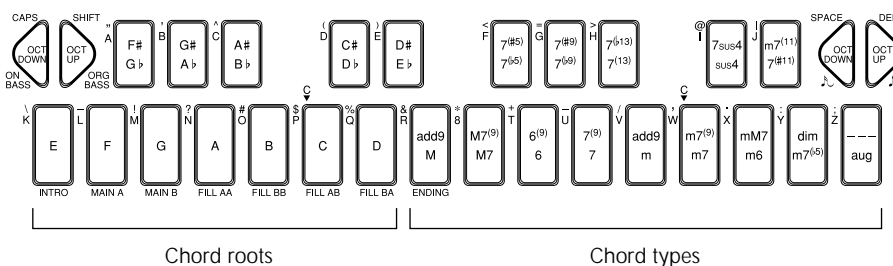 CAPS SHIFT SPACE DEL
OCT DOWN OCT UP
ON BASS ORG BASS
" A F# G♭
' B G# A♭
^ C A# B♭
( D C# D♭
) E D# E♭
< F 7(#5) 7(♭5)
= G 7(#9) 7(♭9)
> H 7(♭13) 7(13)
@ I 7SUS4 SUS4
! J m7(11) 7(#11)
OCT DOWN OCT UP
\ K E INTRO
_ L F MAIN A
! M G MAIN B
? N A FILL AA
# O B FILL BB
$ P C C FILL AB
% Q D FILL BA
& R add9 M ENDING
* 8 M7(9) M7
+ T 6(9) 6
– U 7(9) 7
/ V add9 m
, W C m7(9) m7
. X mM7 m6
: Y dim m7(♭5)
; Z --- aug
Chord roots Chord types